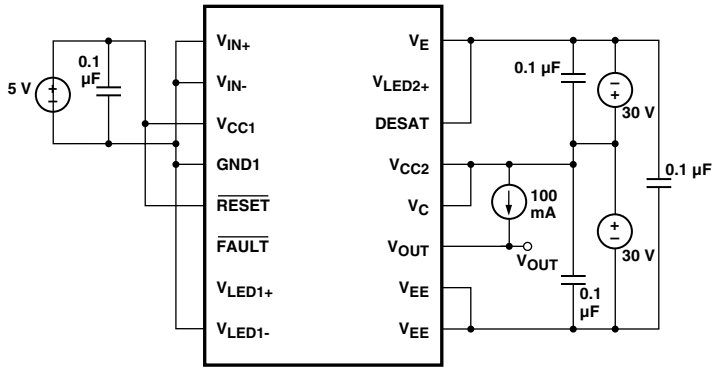 5 V
0.1
µF
V_IN+
V_IN-
V_CC1
GND1
RESET
FAULT
V_LED1+
V_LED1-
V_E
V_LED2+
DESAT
V_CC2
V_C
V_OUT
V_EE
V_EE
0.1 µF
30 V
0.1 µF
100
mA
V_OUT
30 V
0.1
µF